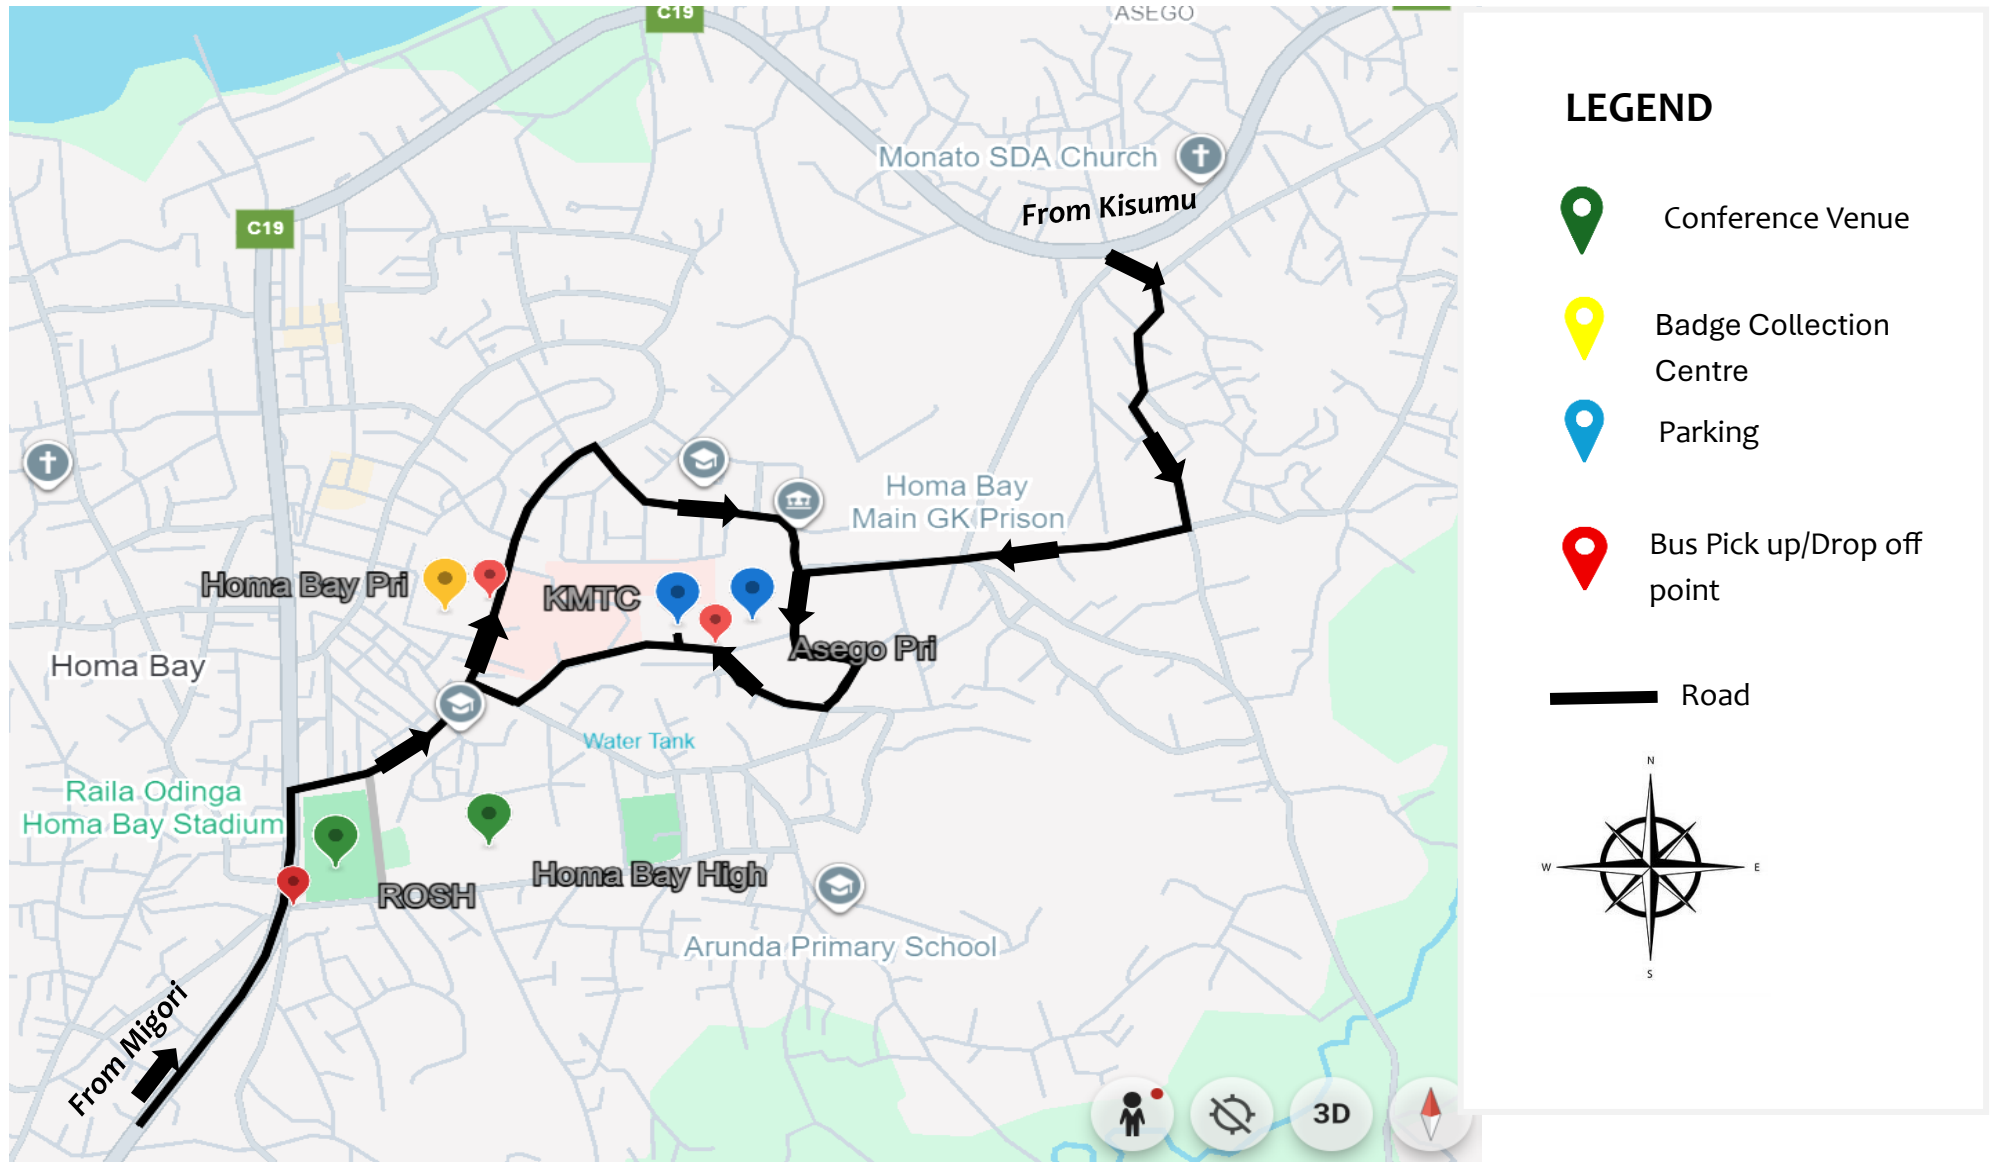 C19
ASEGO
Monato SDA Church
From Kisumu
C19
Homa Bay
Main GK Prison
Homa Bay Pri
KMTC
Asego Pri
Homa Bay
Water Tank
Raila Odinga
Homa Bay Stadium
ROSH
Homa Bay High
Arunda Primary School
From Migori
3D
LEGEND
Conference Venue
Badge Collection
Centre
Parking
Bus Pick up/Drop off
point
Road
N
W
E
S